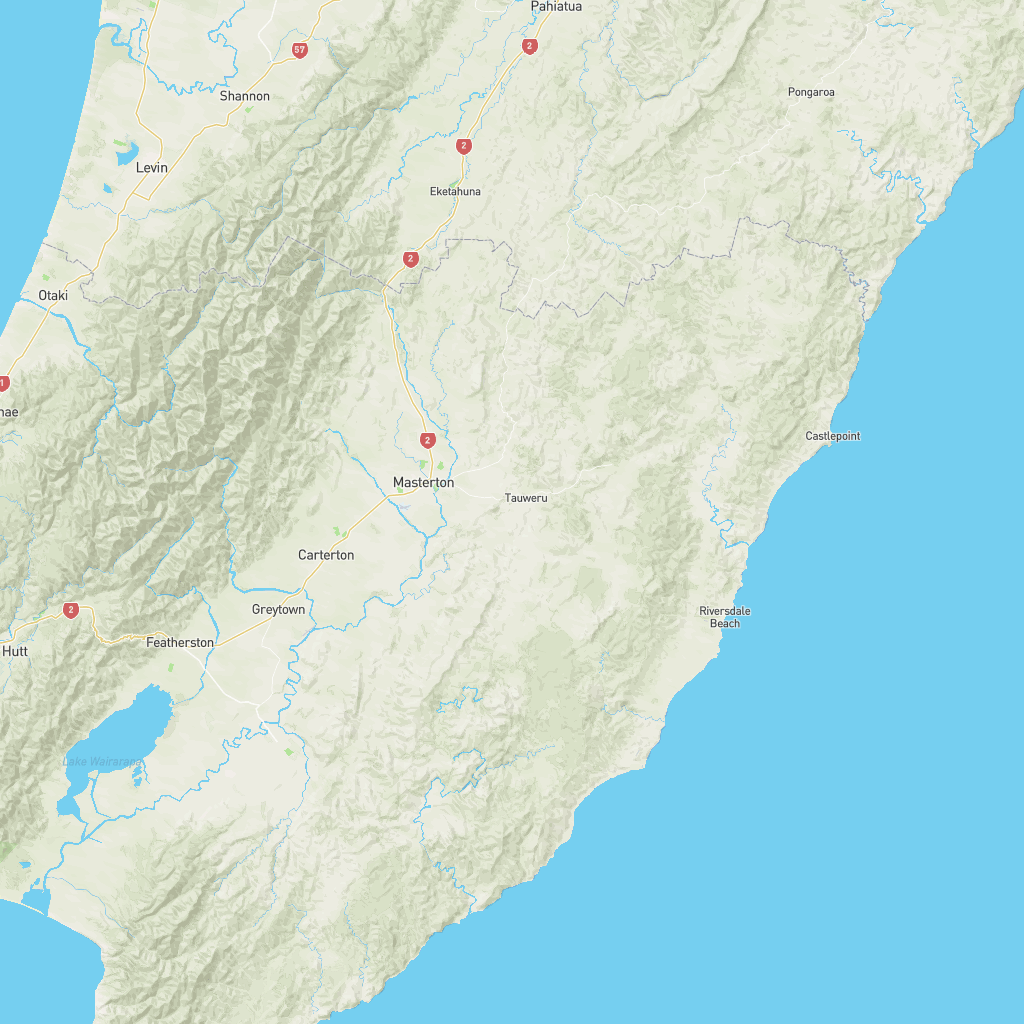 Pahiatua
2
57
Shannon
Pongaroa
2
Levin
Eketahuna
2
Otaki
1
nae
Castlepoint
2
Masterton
Tauweru
Carterton
2
Greytown
Riversdale
Beach
Featherston
Hutt
Lake Wairarapa